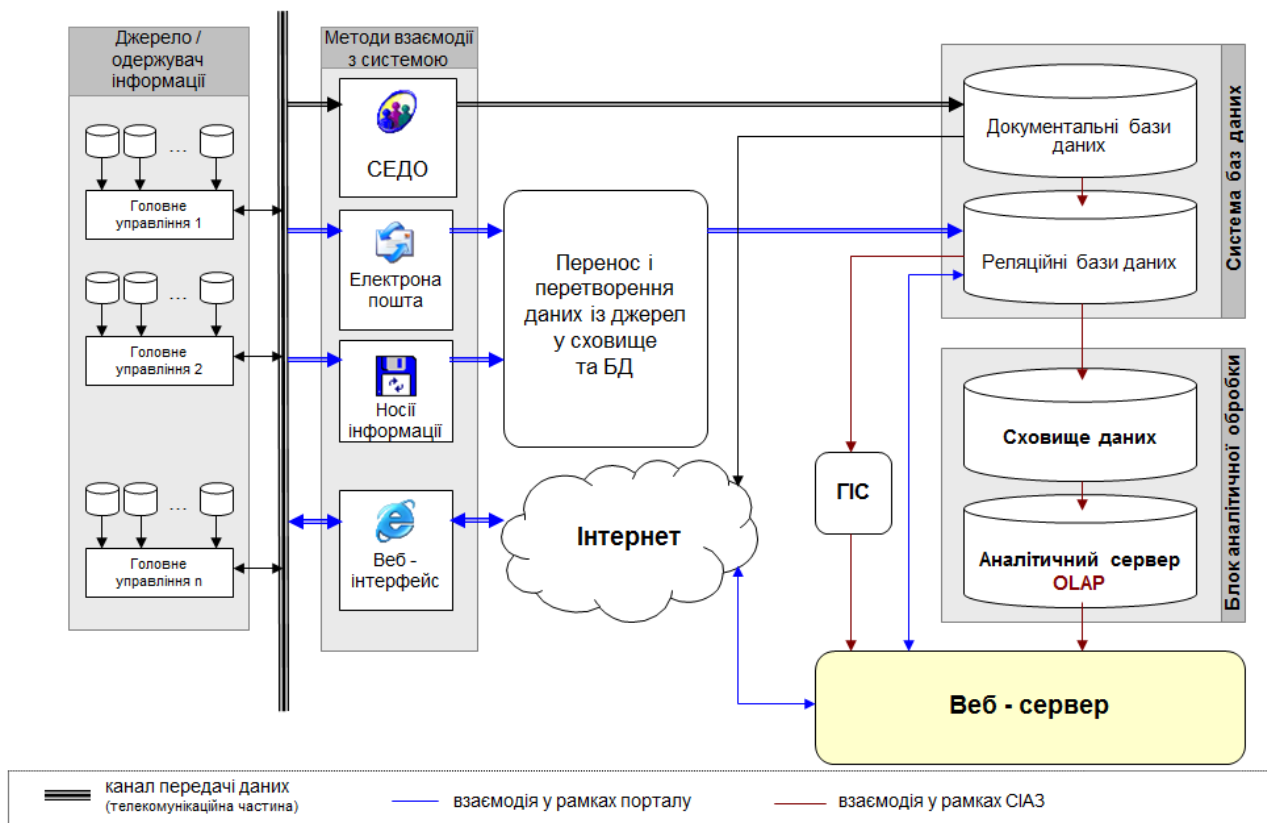 Джерело /
одержувач
інформації
Головне
управління 1
Головне
управління 2
Головне
управління n
...
...
...
Методи взаємодії
з системою
СЕДО
Електрона
пошта
Носії
інформації
Веб -
інтерфейс
Перенос і
перетворення
даних із джерел
у сховище
та БД
Інтернет
ГІС
Документальні бази
даних
Реляційні бази даних
Система баз даних
Сховище даних
Аналітичний сервер
OLAP
Блок аналітичної обробки
Веб - сервер
канал передачі даних
(телекомунікаційна частина)
взаємодія у рамках порталу
взаємодія у рамках СІАЗ